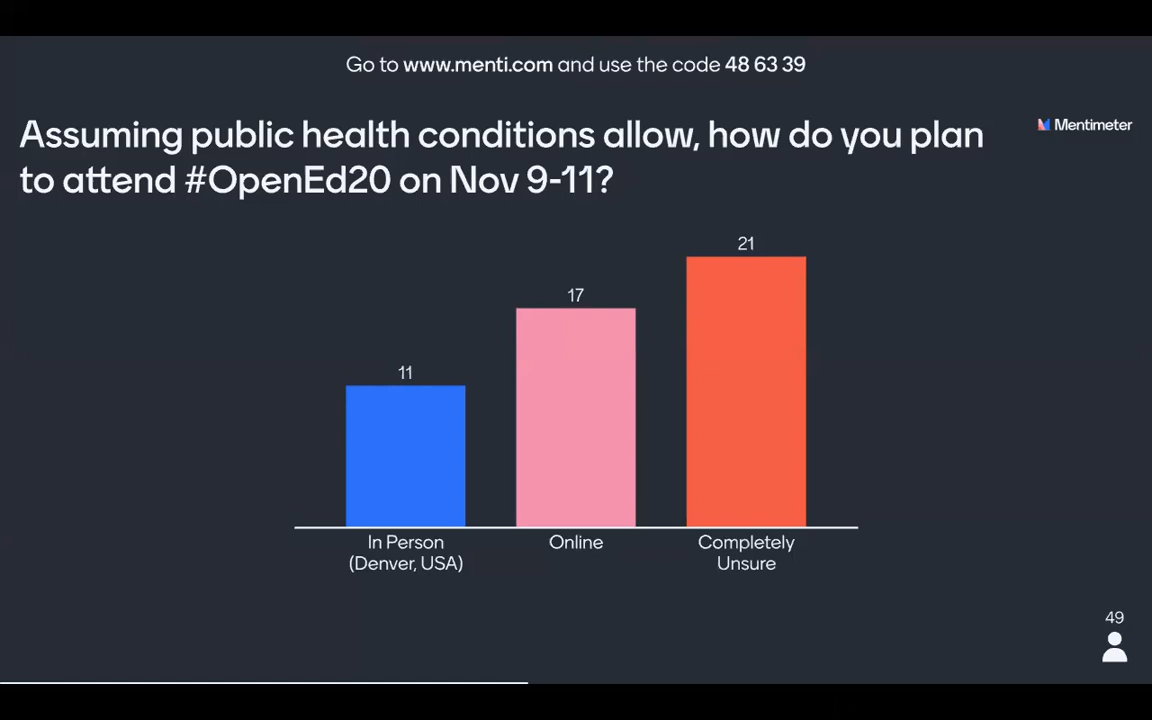 Go to www.menti.com and use the code 48 63 39
Assuming public health conditions allow, how do you plan
to attend #OpenEd20 on Nov 9-11?
Mentimeter
21
17
11
In Person
(Denver, USA)
Online
Completely
Unsure
49